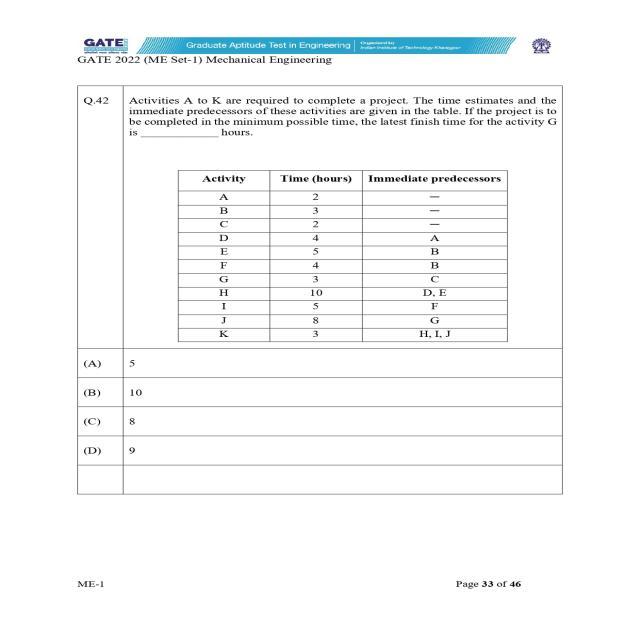 GATE
Graduate Aptitude Test in Engineering
Organised by
Indian Institute of Technology Kharagpur
GATE 2022 (ME Set-1) Mechanical Engineering
Q.42 Activities A to K are required to complete a project. The time estimates and the
immediate predecessors of these activities are given in the table. If the project is to
be completed in the minimum possible time, the latest finish time for the activity G
is _____________ hours.
Activity Time (hours) Immediate predecessors
A 2 —
B 3 —
C 2 —
D 4 A
E 5 B
F 4 B
G 3 C
H 10 D, E
I 5 F
J 8 G
K 3 H, I, J
(A) 5
(B) 10
(C) 8
(D) 9
ME-1 Page 33 of 46